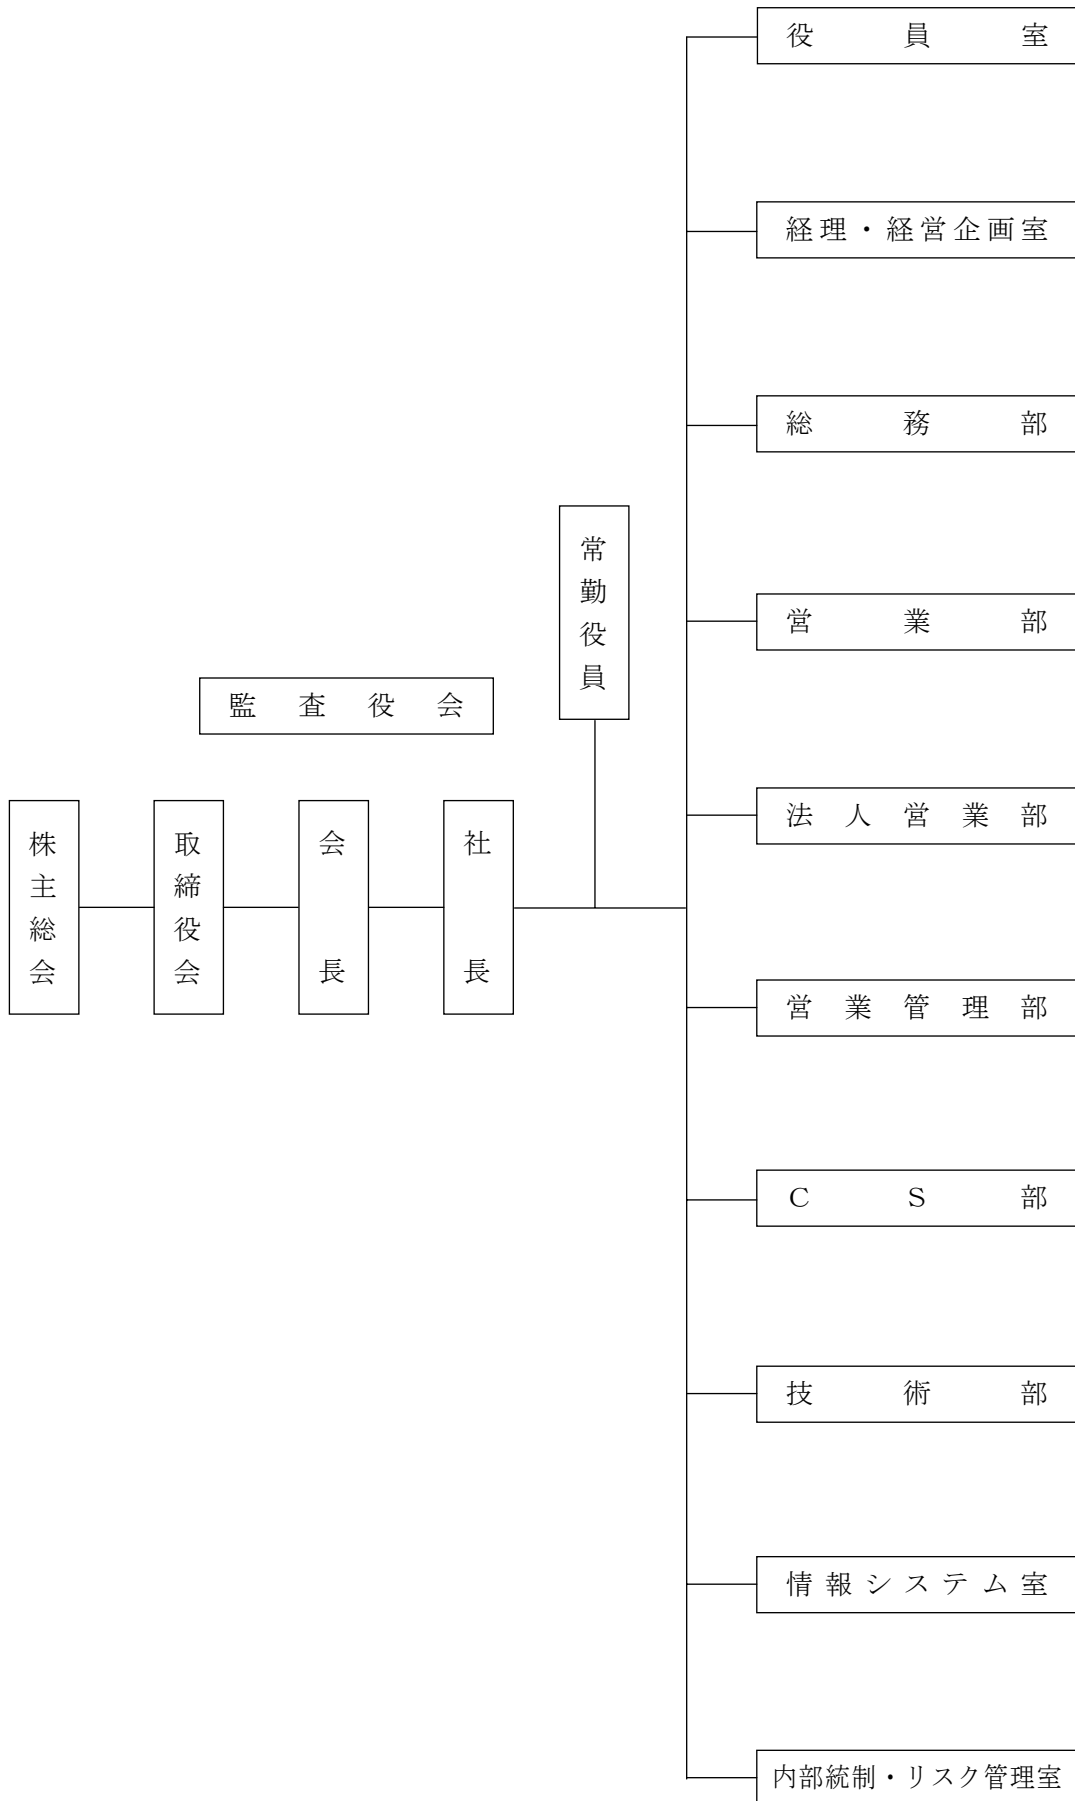 役員室
経理・経営企画室
総務部
常勤役員
営業部
監査役会
法人営業部
株主総会
取締役会
会長
社長
営業管理部
ＣＳ部
技術部
情報システム室
内部統制・リスク管理室